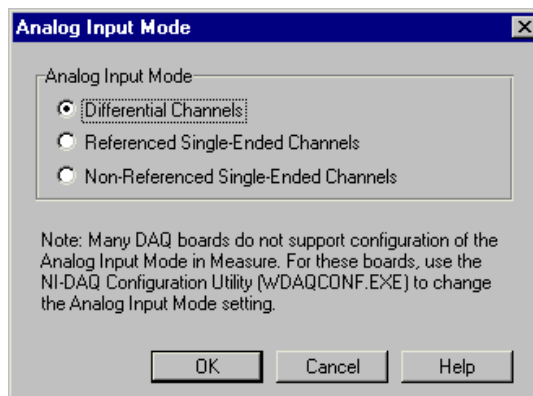 Analog Input Mode
Analog Input Mode
Differential Channels
Referenced Single-Ended Channels
Non-Referenced Single-Ended Channels
Note: Many DAQ boards do not support configuration of the
Analog Input Mode in Measure. For these boards, use the
NI-DAQ Configuration Utility (WDAQCONF.EXE) to change
the Analog Input Mode setting.
OK
Cancel
Help